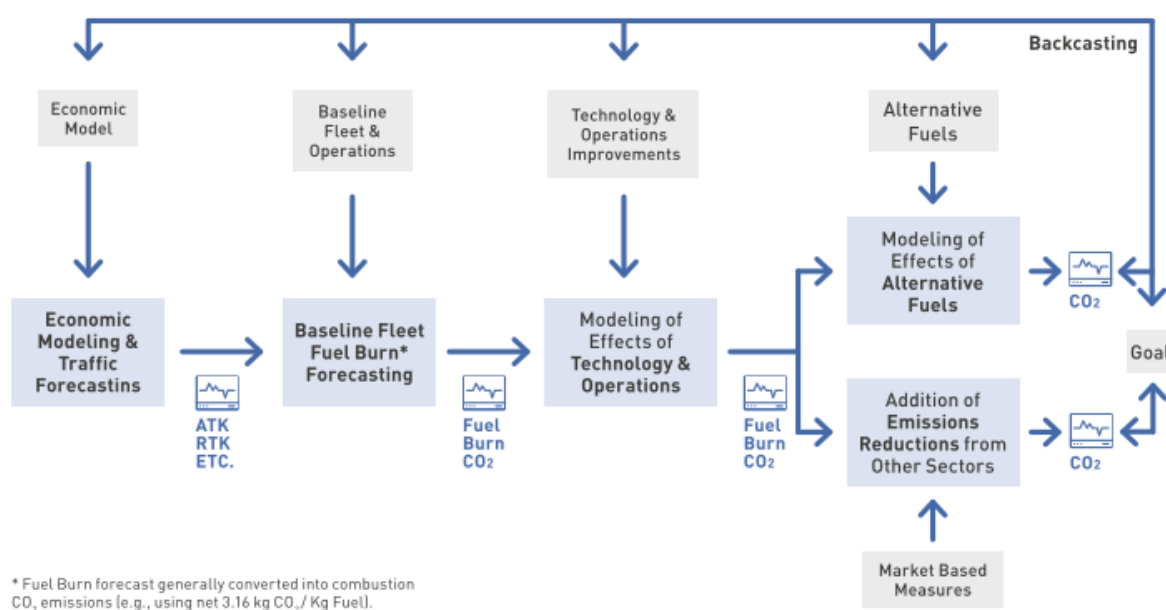 Backcasting
Economic
Model
Baseline
Fleet &
Operations
Technology &
Operations
Improvements
Alternative
Fuels
Economic
Modeling &
Traffic
Forecastins
ATK
RTK
ETC.
Baseline Fleet
Fuel Burn*
Forecasting
Fuel
Burn
CO₂
Modeling of
Effects of
Technology &
Operations
Fuel
Burn
CO₂
Modeling of
Effects of
Alternative
Fuels
CO₂
Goal
Addition of
Emissions
Reductions from
Other Sectors
CO₂
Market Based
Measures
* Fuel Burn forecast generally converted into combustion
CO₂ emissions (e.g., using net 3.16 kg CO₂/ Kg Fuel).